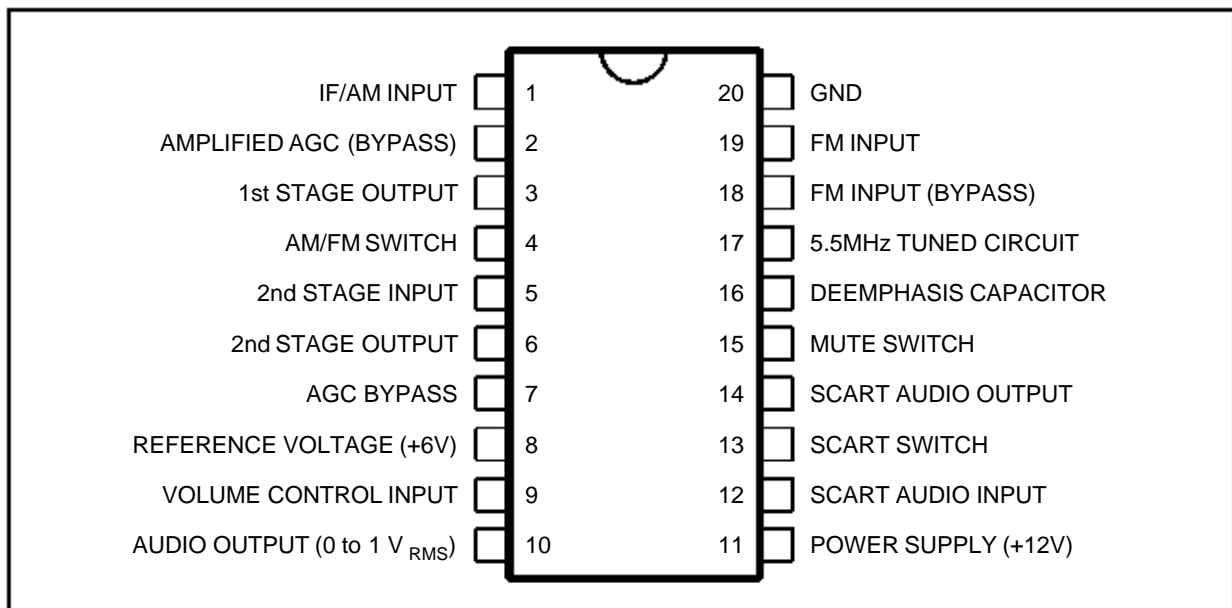 IF/AM INPUT 1 20 GND
AMPLIFIED AGC (BYPASS) 2 19 FM INPUT
1st STAGE OUTPUT 3 18 FM INPUT (BYPASS)
AM/FM SWITCH 4 17 5.5MHz TUNED CIRCUIT
2nd STAGE INPUT 5 16 DEEMPHASIS CAPACITOR
2nd STAGE OUTPUT 6 15 MUTE SWITCH
AGC BYPASS 7 14 SCART AUDIO OUTPUT
REFERENCE VOLTAGE (+6V) 8 13 SCART SWITCH
VOLUME CONTROL INPUT 9 12 SCART AUDIO INPUT
AUDIO OUTPUT (0 to 1 V RMS) 10 11 POWER SUPPLY (+12V)